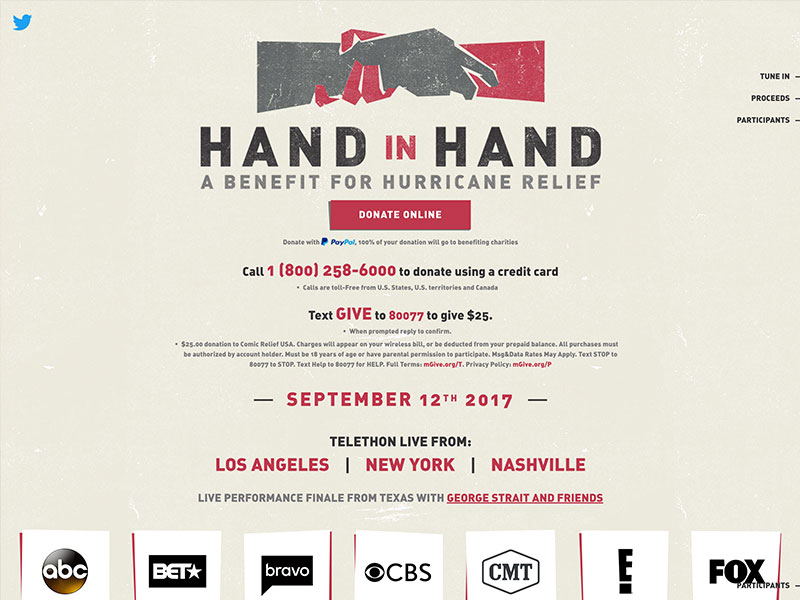 TUNE IN
PROCEEDS
PARTICIPANTS
HAND IN HAND
A BENEFIT FOR HURRICANE RELIEF
DONATE ONLINE
Donate with PayPal, 100% of your donation will go to benefiting charities
Call 1 (800) 258-6000 to donate using a credit card
• Calls are toll-Free from U.S. States, U.S. territories and Canada
Text GIVE to 80077 to give $25.
• When prompted reply to confirm.
• $25.00 donation to Comic Relief USA. Charges will appear on your wireless bill, or be deducted from your prepaid balance. All purchases must
be authorized by account holder. Must be 18 years of age or have parental permission to participate. Msg&Data Rates May Apply. Text STOP to
80077 to STOP. Text Help to 80077 for HELP. Full Terms: mGive.org/T. Privacy Policy: mGive.org/P
— SEPTEMBER 12TH 2017 —
TELETHON LIVE FROM:
LOS ANGELES | NEW YORK | NASHVILLE
LIVE PERFORMANCE FINALE FROM TEXAS WITH GEORGE STRAIT AND FRIENDS
abc BET★ bravo CBS CMT E! FOX
PARTICIPANTS